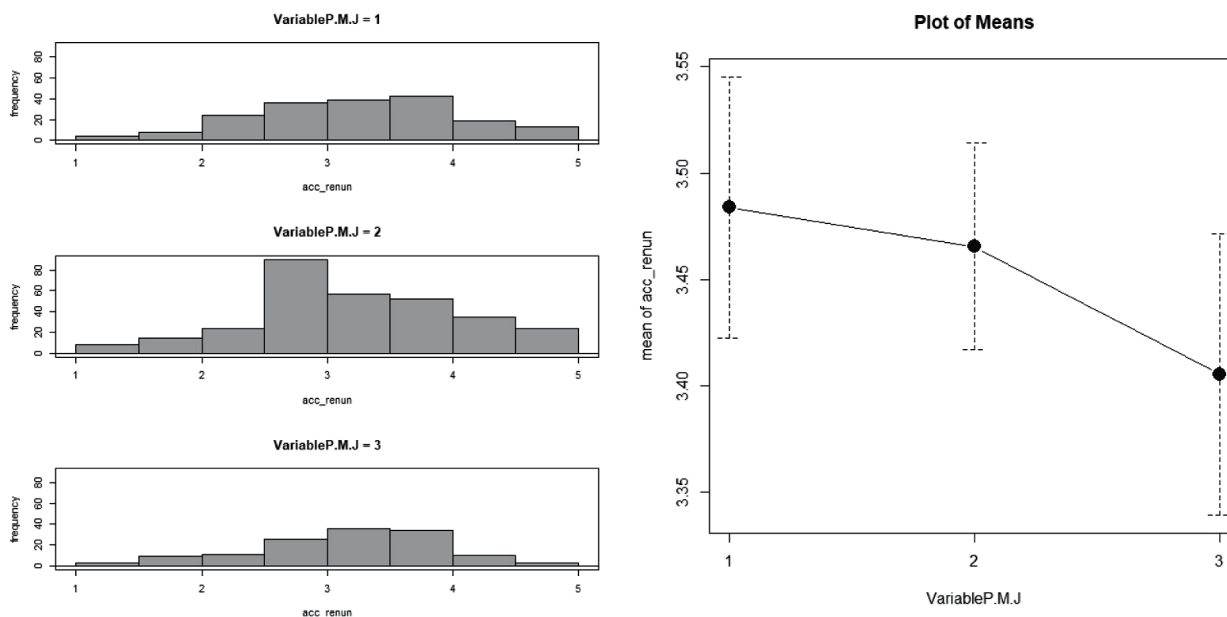 VariableP.M.J = 1
frequency
80
60
40
20
0
1 2 3 4 5
acc_renun
VariableP.M.J = 2
frequency
80
60
40
20
0
1 2 3 4 5
acc_renun
VariableP.M.J = 3
frequency
80
60
40
20
0
1 2 3 4 5
acc_renun
Plot of Means
mean of acc_renun
3.55
3.50
3.45
3.40
3.35
1 2 3
VariableP.M.J